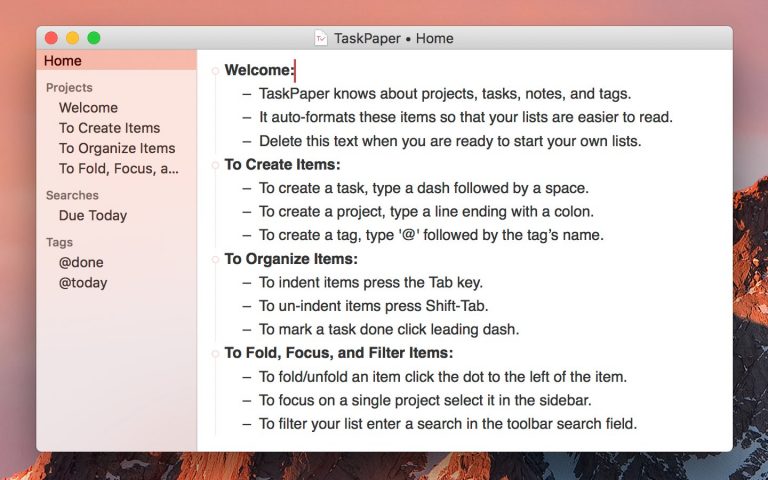 TaskPaper • Home
Home
Projects
Welcome
To Create Items
To Organize Items
To Fold, Focus, a...
Searches
Due Today
Tags
@done
@today
Welcome:
– TaskPaper knows about projects, tasks, notes, and tags.
– It auto-formats these items so that your lists are easier to read.
– Delete this text when you are ready to start your own lists.
To Create Items:
– To create a task, type a dash followed by a space.
– To create a project, type a line ending with a colon.
– To create a tag, type '@' followed by the tag’s name.
To Organize Items:
– To indent items press the Tab key.
– To un-indent items press Shift-Tab.
– To mark a task done click leading dash.
To Fold, Focus, and Filter Items:
– To fold/unfold an item click the dot to the left of the item.
– To focus on a single project select it in the sidebar.
– To filter your list enter a search in the toolbar search field.